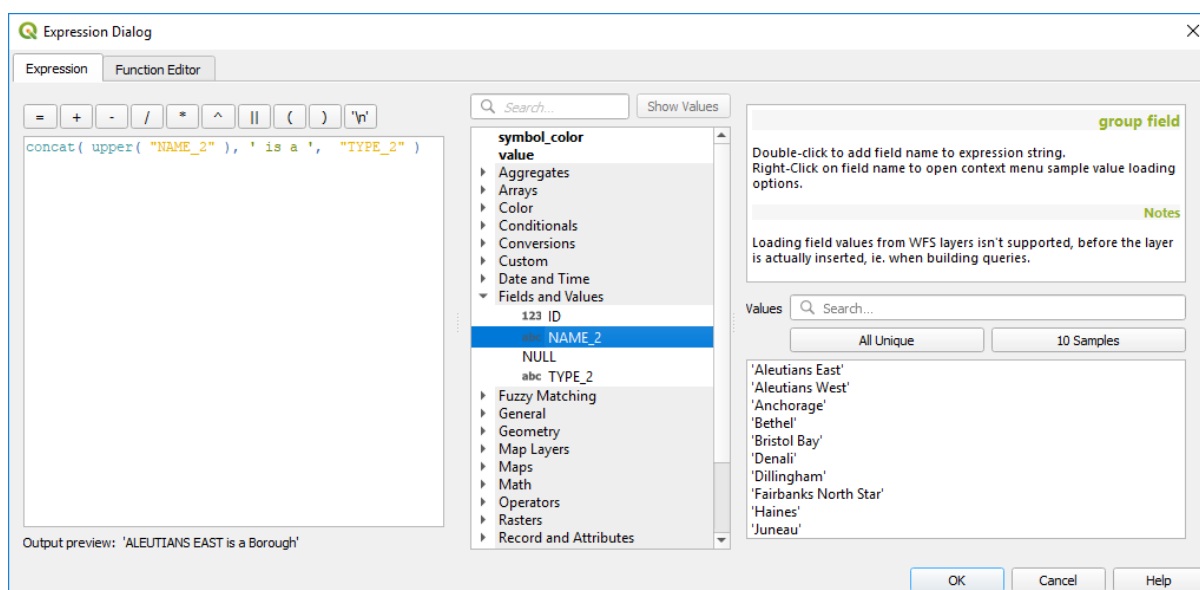 Expression Dialog
Expression
Function Editor
= + - / * ^ || ( ) '\n'
concat( upper( "NAME_2" ), ' is a ', "TYPE_2" )
Output preview: 'ALEUTIANS EAST is a Borough'
Search...
Show Values
symbol_color
value
Aggregates
Arrays
Color
Conditionals
Conversions
Custom
Date and Time
Fields and Values
123 ID
abc NAME_2
NULL
abc TYPE_2
Fuzzy Matching
General
Geometry
Map Layers
Maps
Math
Operators
Rasters
Record and Attributes
group field
Double-click to add field name to expression string.
Right-Click on field name to open context menu sample value loading
options.
Notes
Loading field values from WFS layers isn't supported, before the layer
is actually inserted, ie. when building queries.
Values
Search...
All Unique
10 Samples
'Aleutians East'
'Aleutians West'
'Anchorage'
'Bethel'
'Bristol Bay'
'Denali'
'Dillingham'
'Fairbanks North Star'
'Haines'
'Juneau'
OK
Cancel
Help